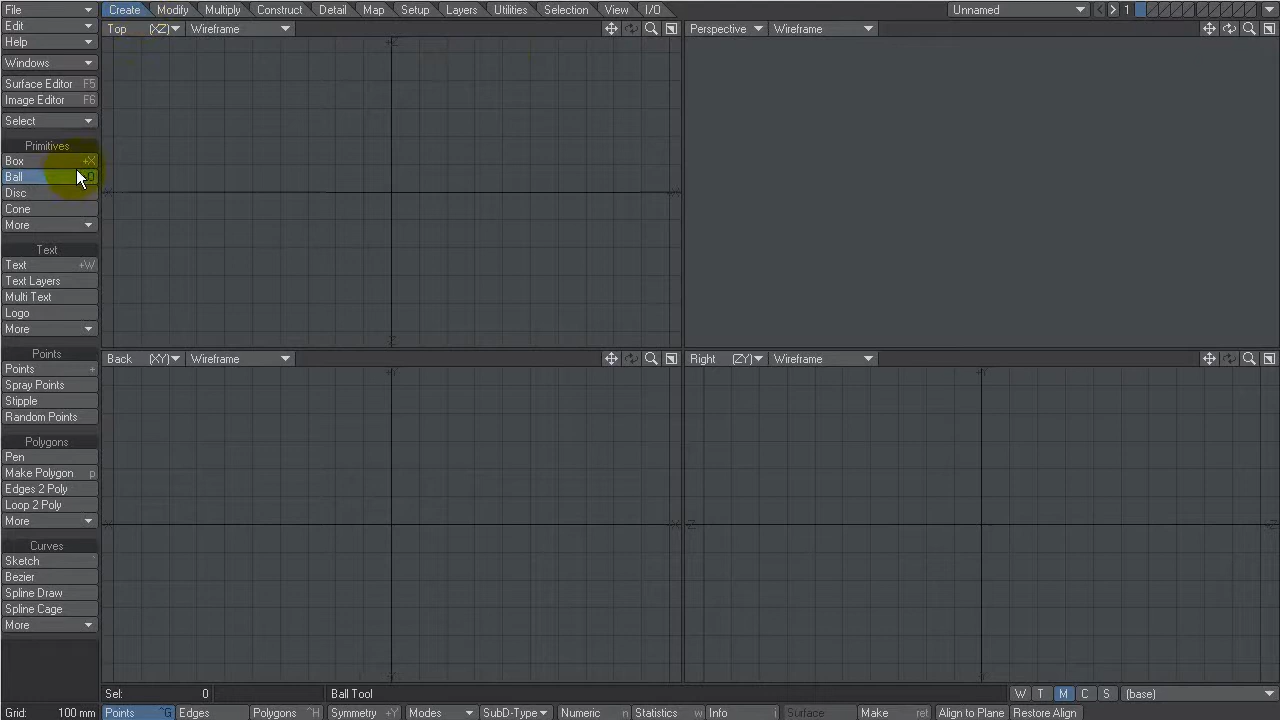 File Create Modify Multiply Construct Detail Map Setup Layers Utilities Selection View I/O Unnamed 1
Edit
Top (XZ) Wireframe Perspective Wireframe
Help
Windows
Surface Editor F5
Image Editor F6
Select
Primitives
Box +X
Ball
Disc
Cone
More
Text
Text +W
Text Layers
Multi Text
Logo
More
Back (XY) Wireframe Right (ZY) Wireframe
Points
Points +
Spray Points
Stipple
Random Points
Polygons
Pen
Make Polygon p
Edges 2 Poly
Loop 2 Poly
More
Curves
Sketch
Bezier
Spline Draw
Spline Cage
More
Sel: 0 Ball Tool W T M C S (base)
Grid: 100 mm Points ^G Edges Polygons ^H Symmetry +Y Modes SubD-Type Numeric n Statistics w Info i Surface Make ret Align to Plane Restore Align